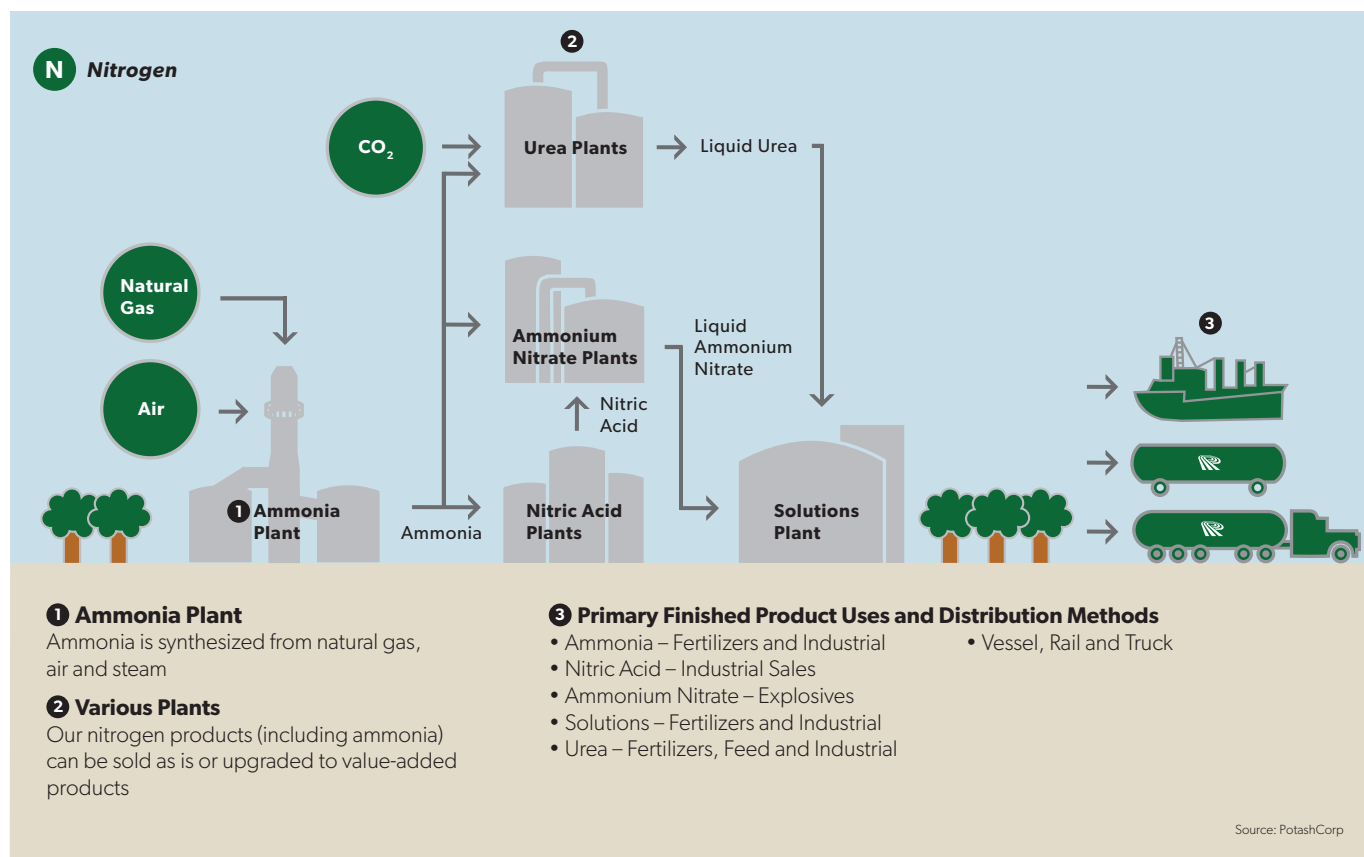 N Nitrogen
2
CO2
Urea Plants
Liquid Urea
Natural
Gas
Air
Ammonium
Nitrate Plants
Liquid
Ammonium
Nitrate
3
Nitric
Acid
1 Ammonia
Plant
Ammonia
Nitric Acid
Plants
Solutions
Plant
1 Ammonia Plant
Ammonia is synthesized from natural gas,
air and steam
2 Various Plants
Our nitrogen products (including ammonia)
can be sold as is or upgraded to value-added
products
3 Primary Finished Product Uses and Distribution Methods
• Ammonia – Fertilizers and Industrial
• Nitric Acid – Industrial Sales
• Ammonium Nitrate – Explosives
• Solutions – Fertilizers and Industrial
• Urea – Fertilizers, Feed and Industrial
• Vessel, Rail and Truck
Source: PotashCorp